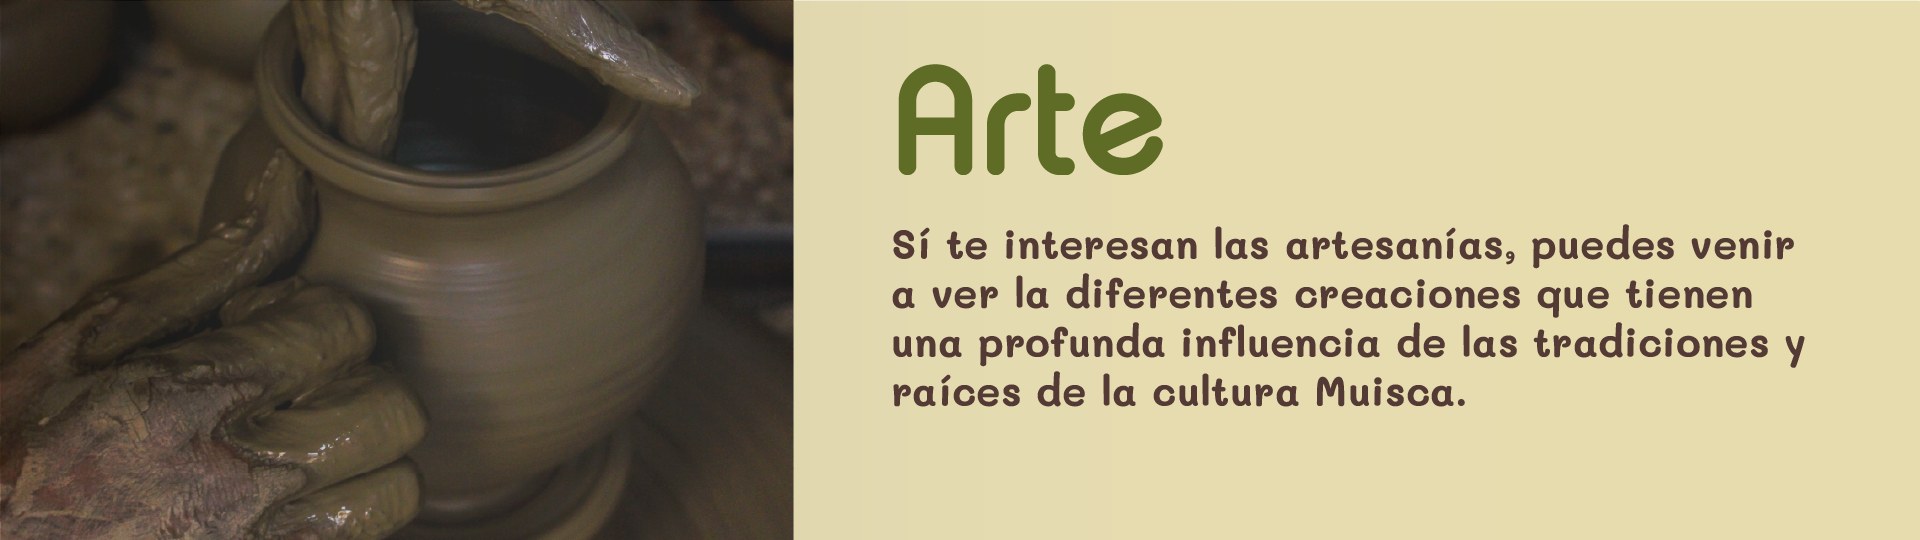 Arte
Sí te interesan las artesanías, puedes venir
a ver la diferentes creaciones que tienen
una profunda influencia de las tradiciones y
raíces de la cultura Muisca.